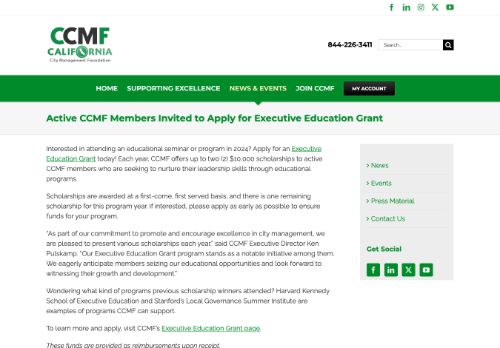 CCMF
CALIFORNIA
City Management Foundation
844-226-3411
Search...
HOME SUPPORTING EXCELLENCE NEWS & EVENTS JOIN CCMF MY ACCOUNT
Active CCMF Members Invited to Apply for Executive Education Grant
Interested in attending an educational seminar or program in 2024? Apply for an Executive
Education Grant today! Each year, CCMF offers up to two (2) $10,000 scholarships to active
CCMF members who are seeking to nurture their leadership skills through educational
programs.
Scholarships are awarded at a first-come, first served basis, and there is one remaining
scholarship for this program year. If interested, please apply as early as possible to ensure
funds for your program.
"As part of our commitment to promote and encourage excellence in city management, we
are pleased to present various scholarships each year," said CCMF Executive Director Ken
Pulskamp. "Our Executive Education Grant program stands as a notable initiative among them.
We eagerly anticipate members seizing our educational opportunities and look forward to
witnessing their growth and development."
Wondering what kind of programs previous scholarship winners attended? Harvard Kennedy
School of Executive Education and Stanford's Local Governance Summer Institute are
examples of programs CCMF can support.
To learn more and apply, visit CCMF's Executive Education Grant page.
These funds are provided as reimbursements upon receipt.
> News
> Events
> Press Material
> Contact Us
Get Social